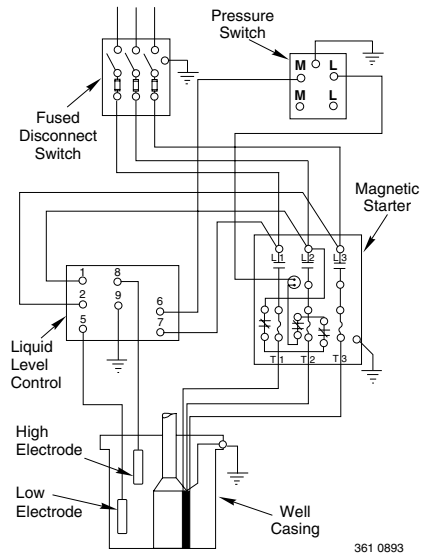 Pressure
Switch
M L
M L
Fused
Disconnect
Switch
Magnetic
Starter
L1 L2 L3
1 8
2 9
6
5 7
Liquid
Level
Control
T1 T2 T3
High
Electrode
Low
Electrode
Well
Casing
361 0893